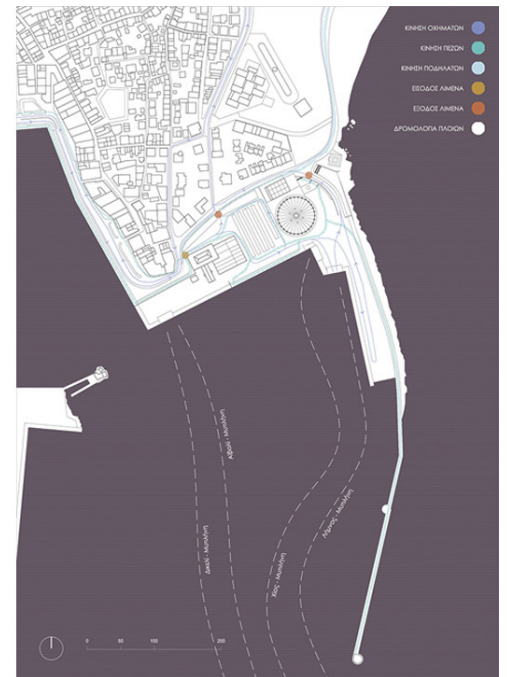 ΚΙΝΗΣΗ ΟΧΗΜΑΤΩΝ
ΚΙΝΗΣΗ ΠΕΖΩΝ
ΚΙΝΗΣΗ ΠΟΔΗΛΑΤΩΝ
ΕΙΣΟΔΟΣ ΛΙΜΕΝΑ
ΕΞΟΔΟΣ ΛΙΜΕΝΑ
ΔΡΟΜΟΛΟΓΙΑ ΠΛΟΙΩΝ
Αϊβαλί - Μυτιλήνη
Δικελί - Μυτιλήνη
Χίος - Μυτιλήνη
Λήμνος - Μυτιλήνη
0 50 100 200